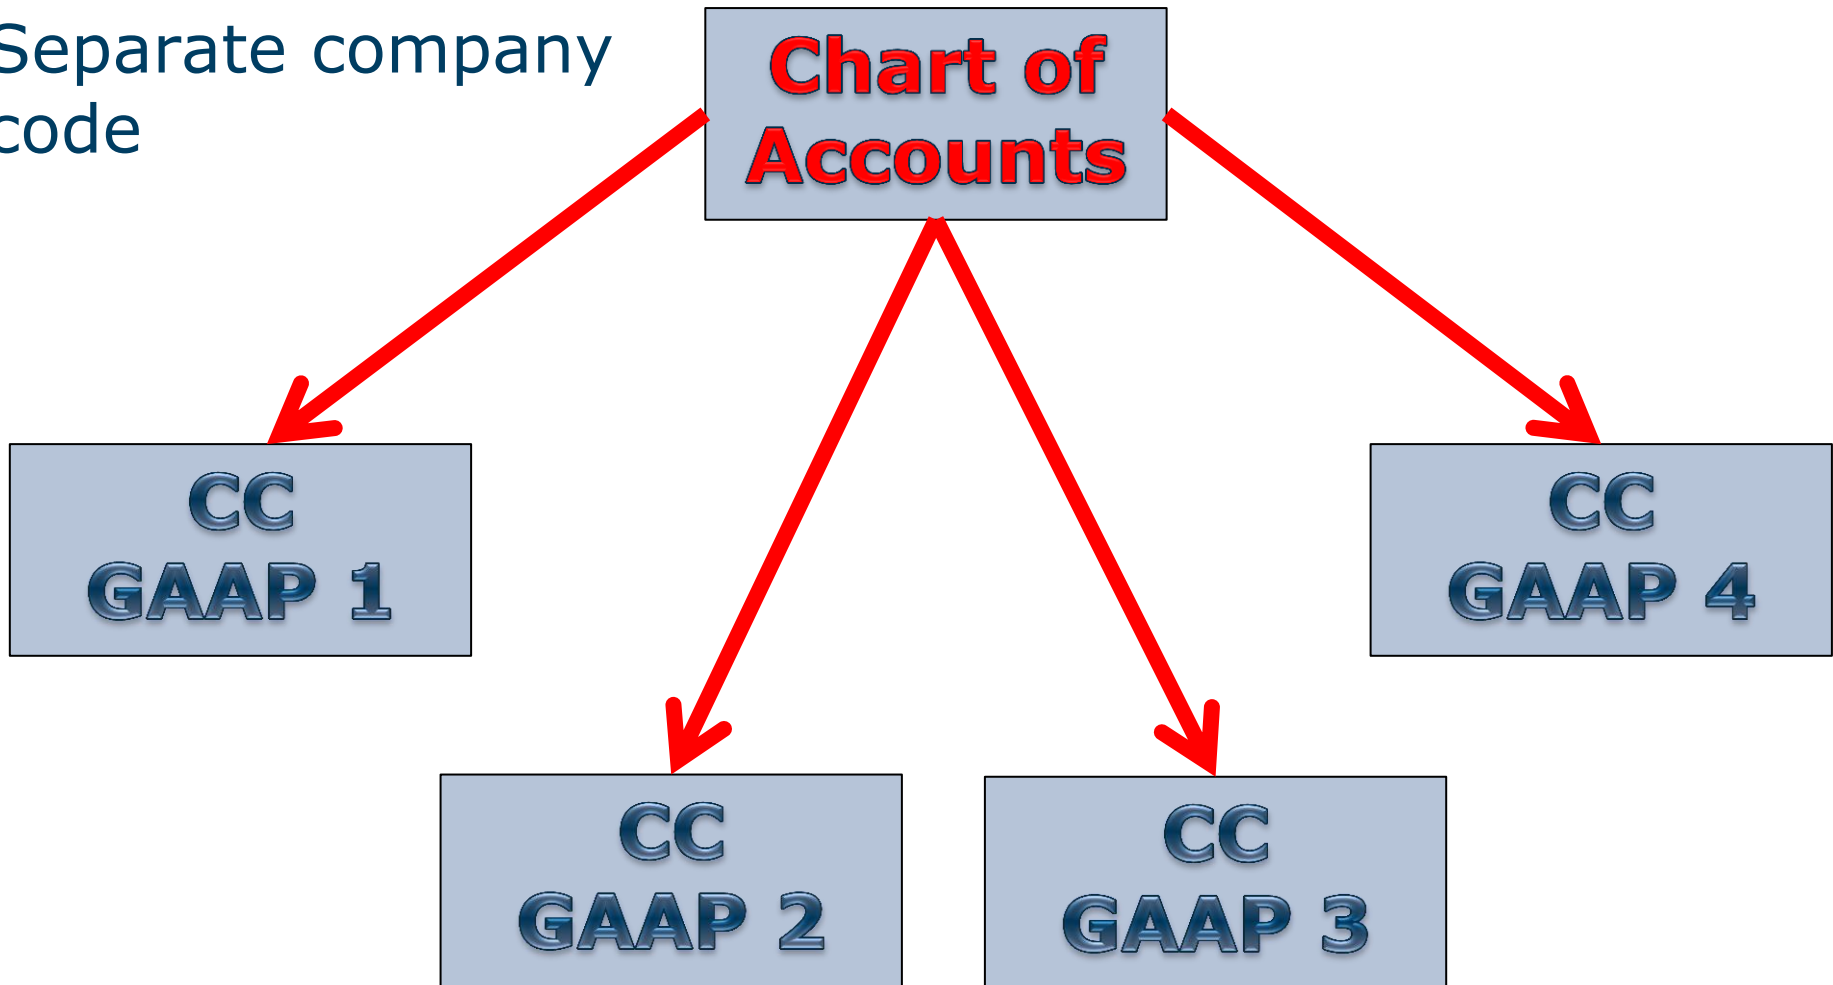 Separate company
code
Chart of
Accounts
CC
GAAP 1
CC
GAAP 4
CC
GAAP 2
CC
GAAP 3